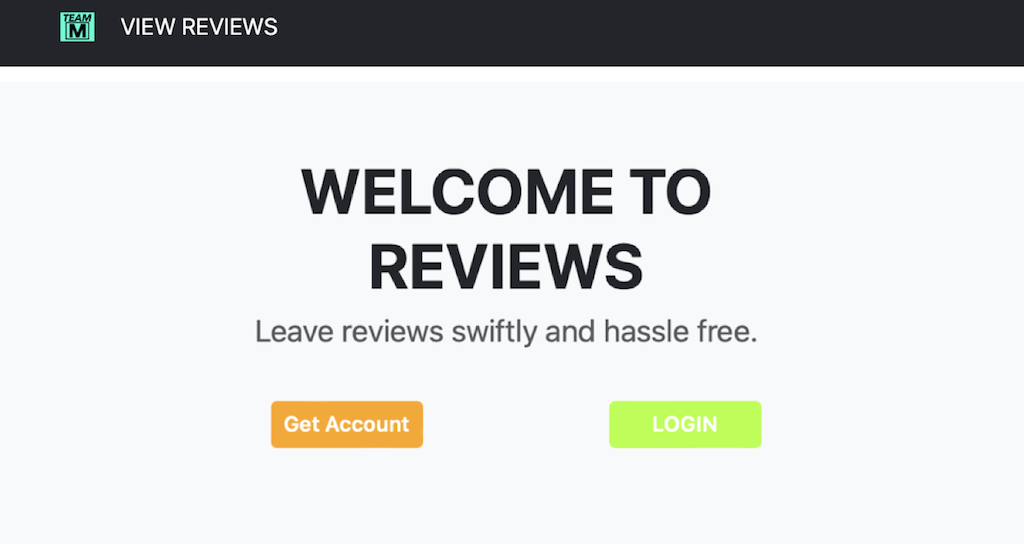 TEAM
M
VIEW REVIEWS
WELCOME TO
REVIEWS
Leave reviews swiftly and hassle free.
Get Account
LOGIN